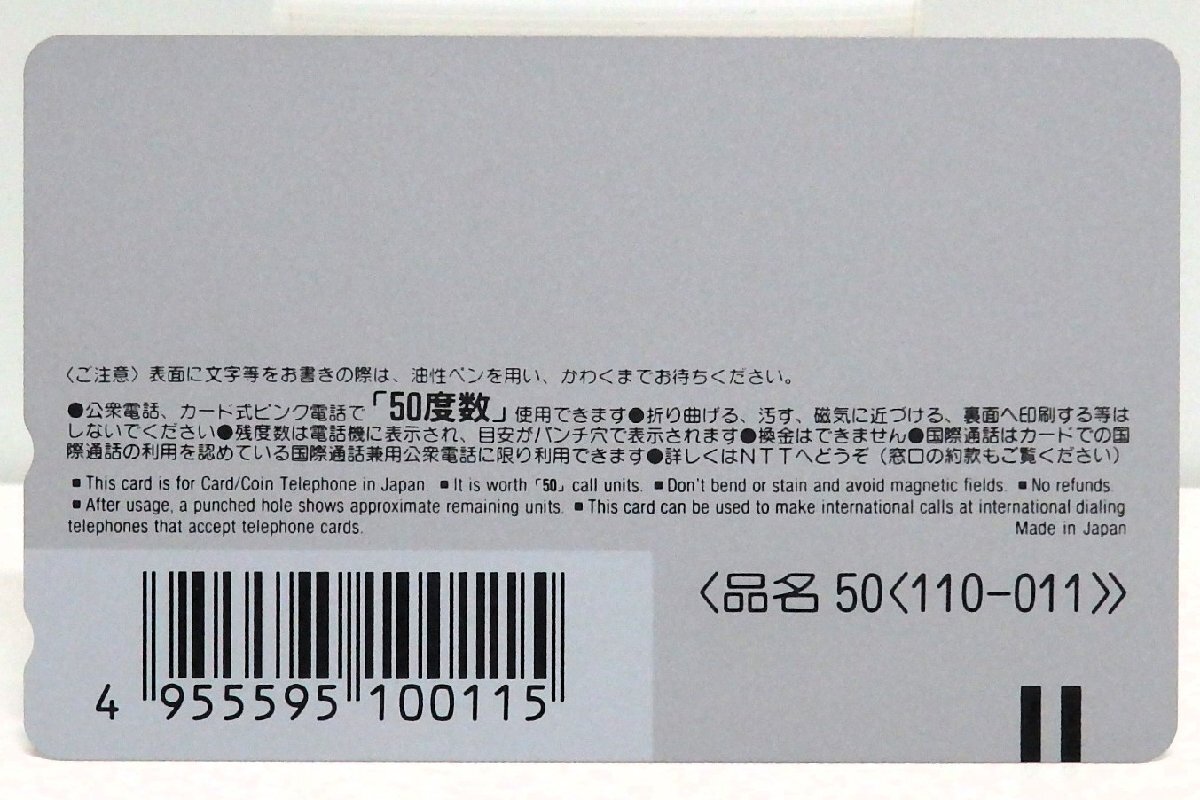 〈ご注意〉表面に文字等をお書きの際は、油性ペンを用い、かわくまでお待ちください。
●公衆電話、カード式ピンク電話で「50度数」使用できます●折り曲げる、汚す、磁気に近づける、裏面へ印刷する等は
しないでください●残度数は電話機に表示され、目安がパンチ穴で表示されます●換金はできません●国際通話はカードでの国
際通話の利用を認めている国際通話兼用公衆電話に限り利用できます●詳しくはNTTへどうぞ（窓口の約款もご覧ください）
■This card is for Card/Coin Telephone in Japan. ■It is worth「50」call units. ■Don't bend or stain and avoid magnetic fields. ■No refunds.
■After usage, a punched hole shows approximate remaining units. ■This card can be used to make international calls at international dialing
telephones that accept telephone cards. Made in Japan
〈品名 50〈110-011〉〉
4 955595 100115